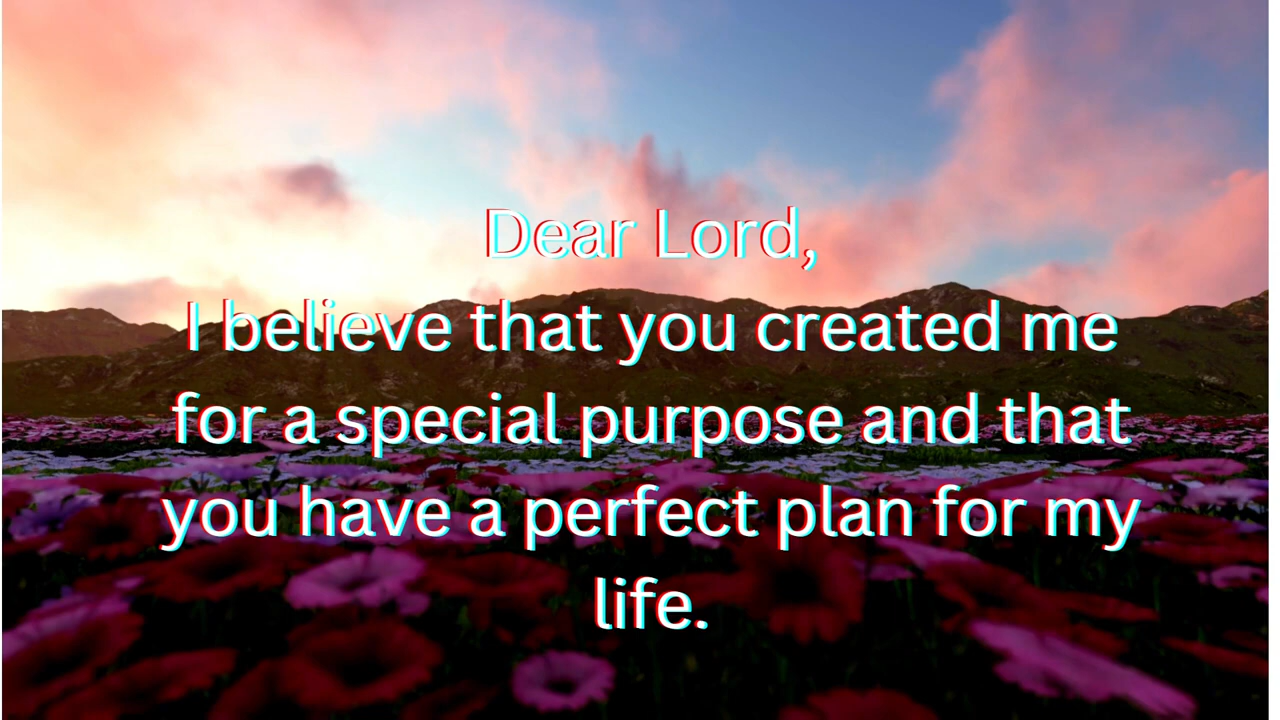 Dear Lord,
I believe that you created me
for a special purpose and that
you have a perfect plan for my
life.